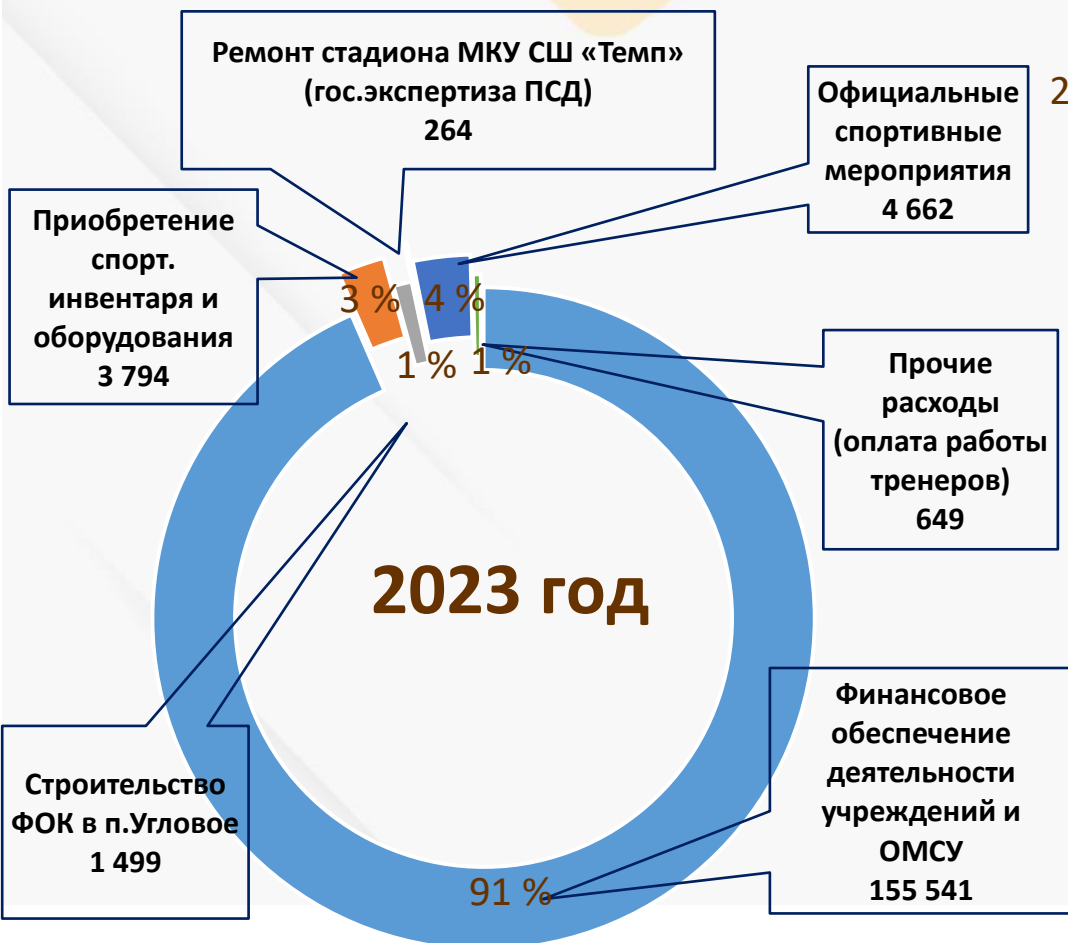 Ремонт стадиона МКУ СШ «Темп»
(гос.экспертиза ПСД)
264
Официальные
спортивные
мероприятия
4 662
2
Приобретение
спорт.
инвентаря и
оборудования
3 794
3 %
4 %
1 %
1 %
Прочие
расходы
(оплата работы
тренеров)
649
2023 год
Строительство
ФОК в п.Угловое
1 499
Финансовое
обеспечение
деятельности
учреждений и
ОМСУ
155 541
91 %